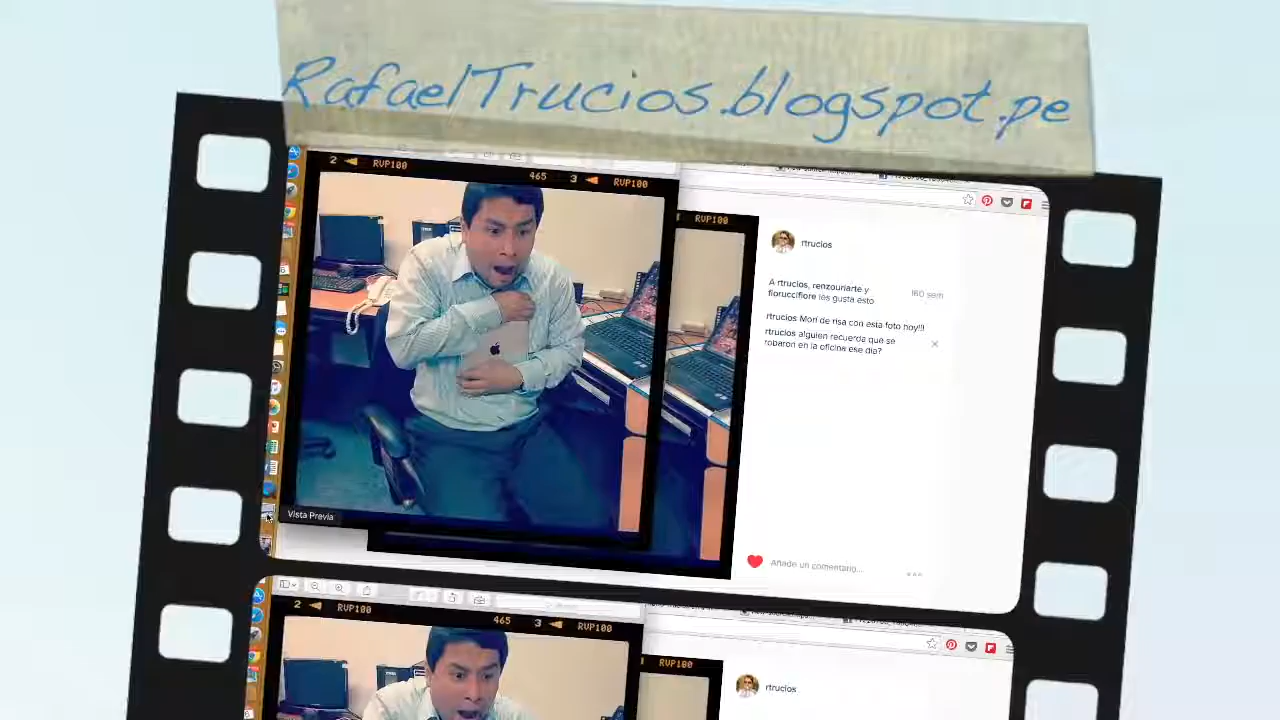 RafaelTrucios.blogspot.pe
2 RVP100 465 3 RVP100
RVP100
rtrucios
A rtrucios, renzouriarte y
fioruccifiore les gusta esto
160 sem
rtrucios Morí de risa con esta foto hoy!!!
rtrucios alguien recuerda que se
robaron en la oficina ese día?
Vista Previa
Añade un comentario...
2 RVP100 465 3 RVP100
RVP100
rtrucios